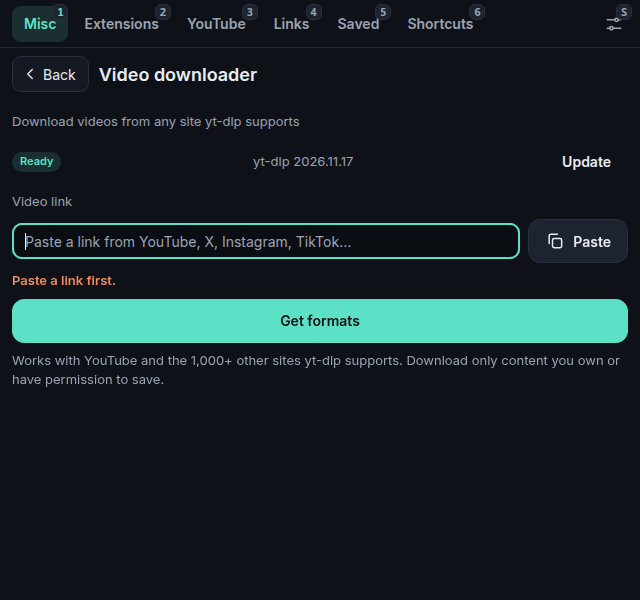 Misc 1 Extensions 2 YouTube 3 Links 4 Saved 5 Shortcuts 6 S
Back Video downloader
Download videos from any site yt-dlp supports
Ready yt-dlp 2026.11.17 Update
Video link
Paste a link from YouTube, X, Instagram, TikTok... Paste
Paste a link first.
Get formats
Works with YouTube and the 1,000+ other sites yt-dlp supports. Download only content you own or
have permission to save.